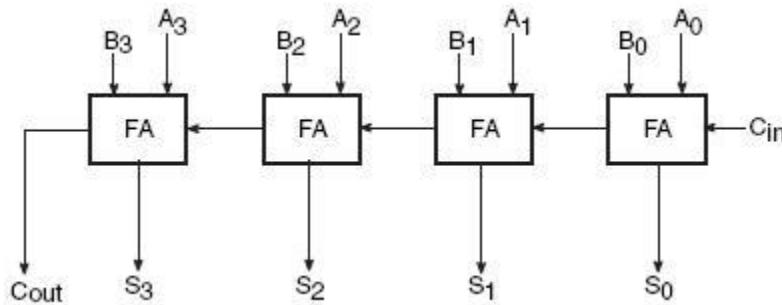 B3 A3 B2 A2 B1 A1 B0 A0
FA FA FA FA Cin
Cout S3 S2 S1 S0